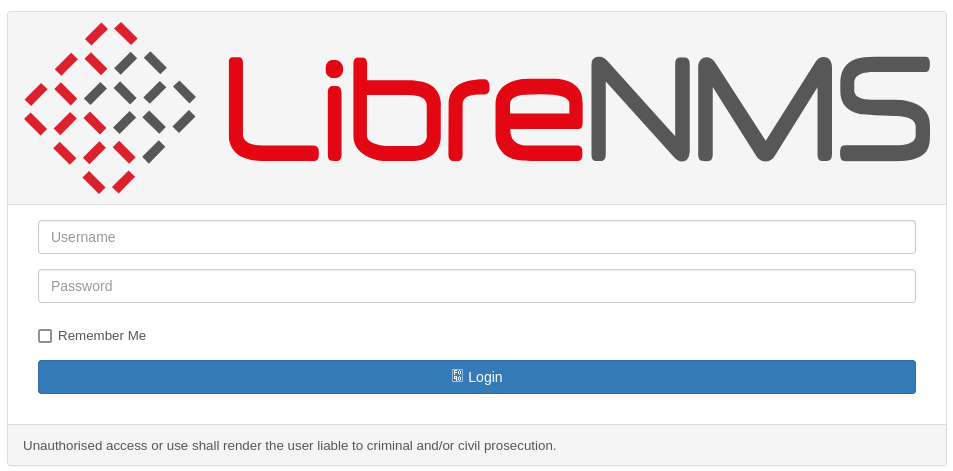 LibreNMS
Username
Password
Remember Me
Login
Unauthorised access or use shall render the user liable to criminal and/or civil prosecution.